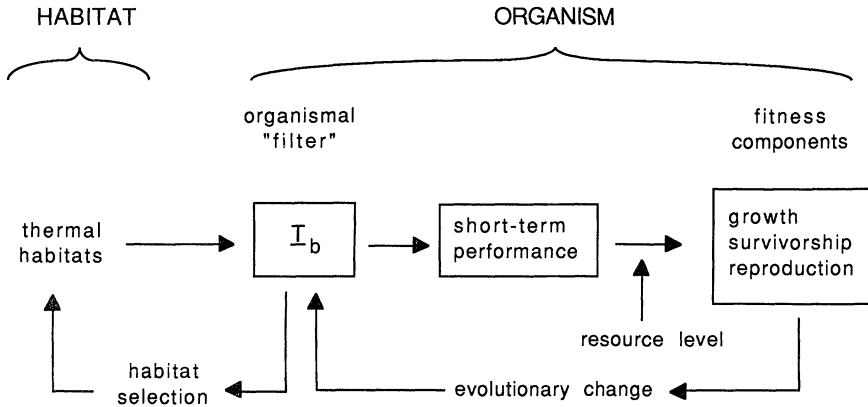 HABITAT
ORGANISM
organismal
"filter"
fitness
components
thermal
habitats
T_b
short-term
performance
growth
survivorship
reproduction
resource level
habitat
selection
evolutionary change